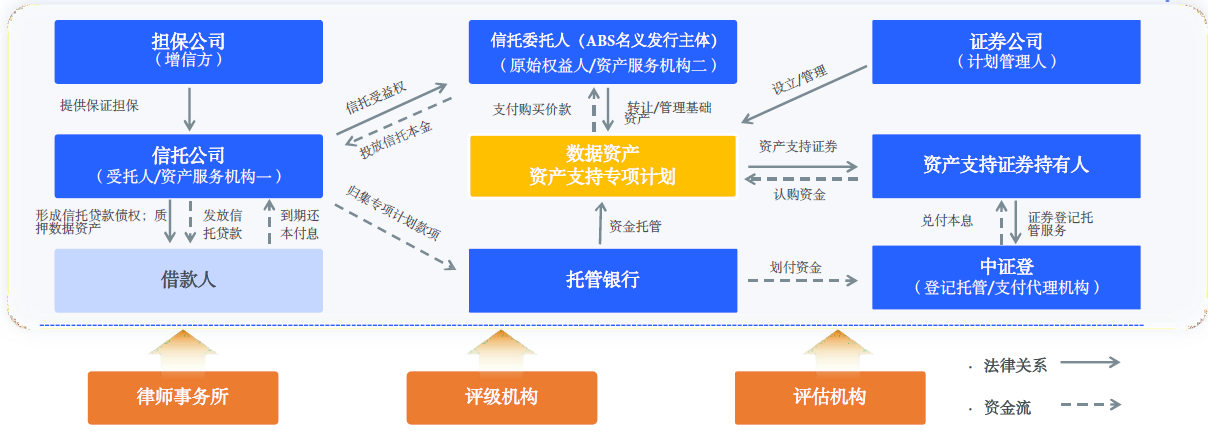 担保公司
（增信方）
信托委托人（ABS名义发行主体）
（原始权益人/资产服务机构二）
证券公司
（计划管理人）
提供保证担保
信托受益权
投放信托本金
支付购买价款
转让/管理基础
资产
设立/管理
信托公司
（受托人/资产服务机构一）
数据资产
资产支持专项计划
资产支持证券
认购资金
资产支持证券持有人
形成信托贷款债权；质
押数据资产
发放信
托贷款
到期还
本付息
归集专项计划款项
资金托管
兑付本息
证券登记托
管服务
借款人
托管银行
划付资金
中证登
（登记托管/支付代理机构）
律师事务所
评级机构
评估机构
· 法律关系
· 资金流